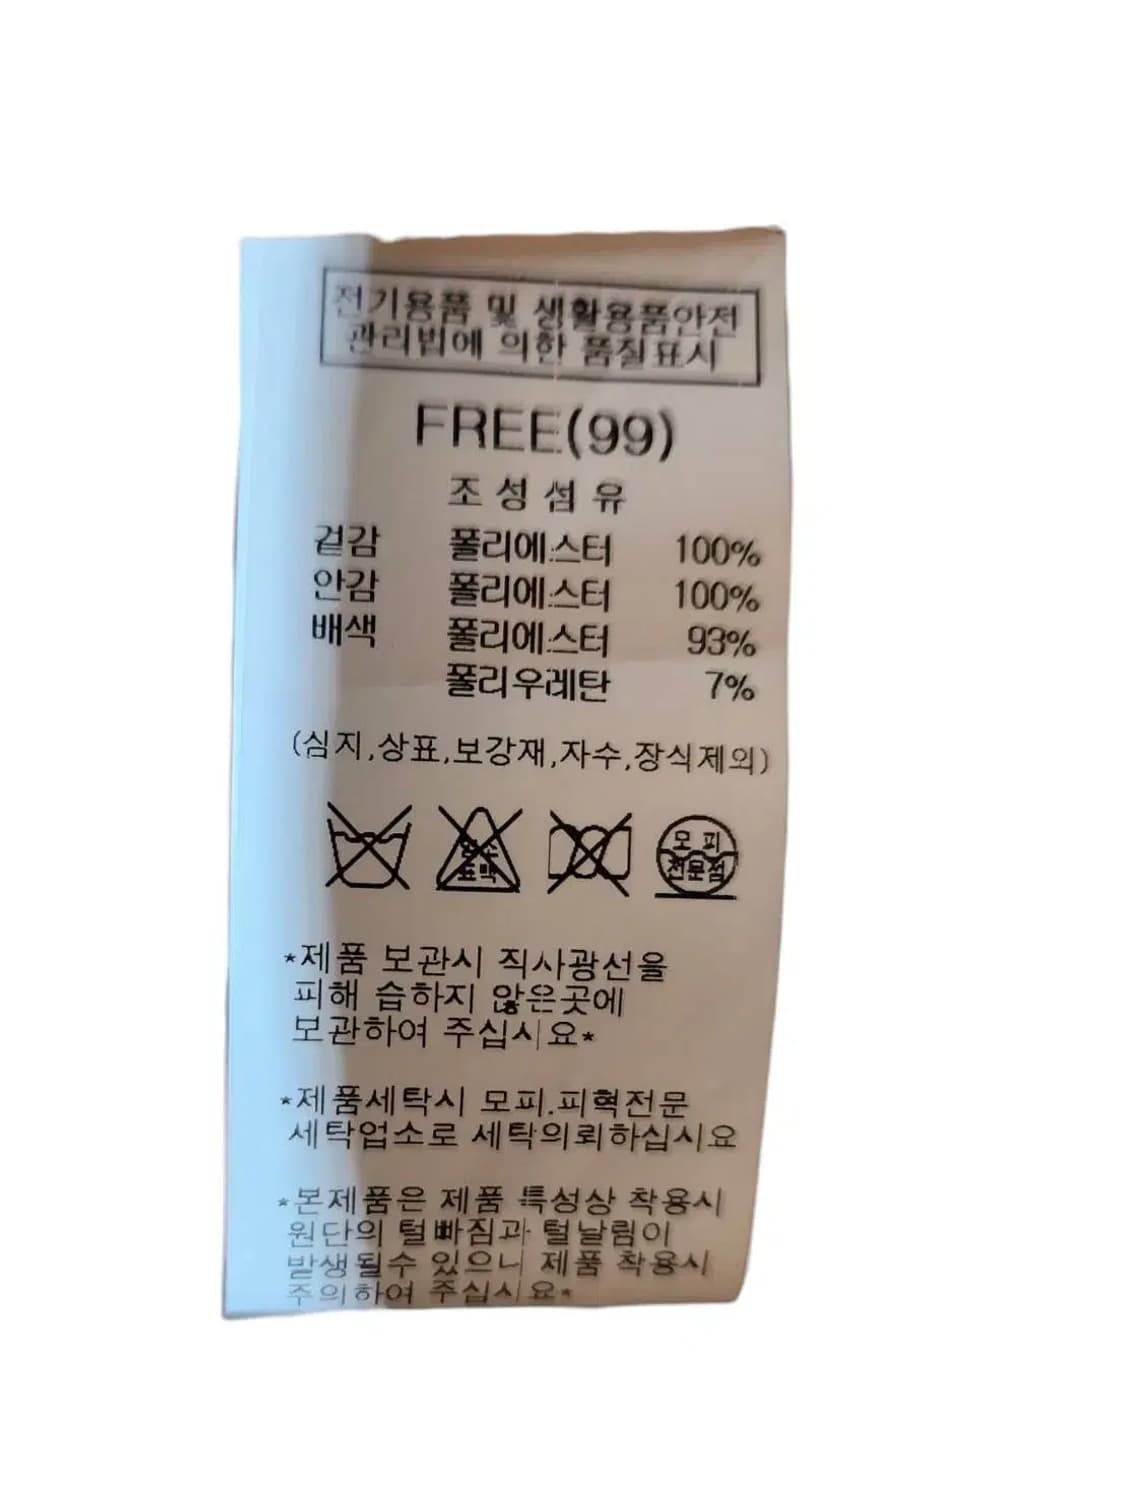 전기용품 및 생활용품안전
관리법에 의한 품질표시
FREE(99)
조성섬유
겉감 폴리에스터 100%
안감 폴리에스터 100%
배색 폴리에스터 93%
폴리우레탄 7%
(심지,상표,보강재,자수,장식제외)
염소
표백
모피
전문점
*제품 보관시 직사광선을
피해 습하지 않은곳에
보관하여 주십시요*
*제품세탁시 모피.피혁전문
세탁업소로 세탁의뢰하십시요
*본제품은 제품 특성상 착용시
원단의 털빠짐과 털날림이
발생될수 있으니 제품 착용시
주의하여 주십시요*